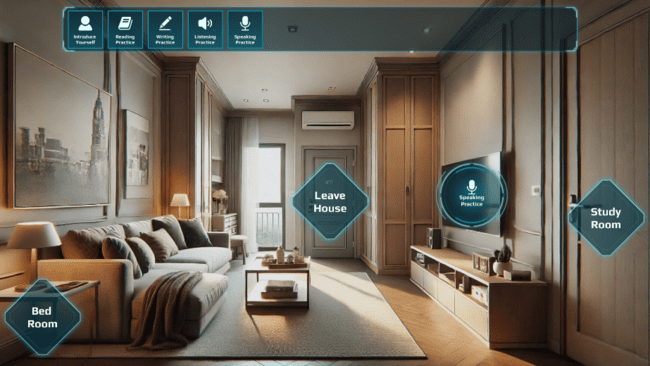 Introduce
Yourself
Reading
Practice
Writing
Practice
Listening
Practice
Speaking
Practice
Leave
House
Speaking
Practice
Study
Room
Bed
Room